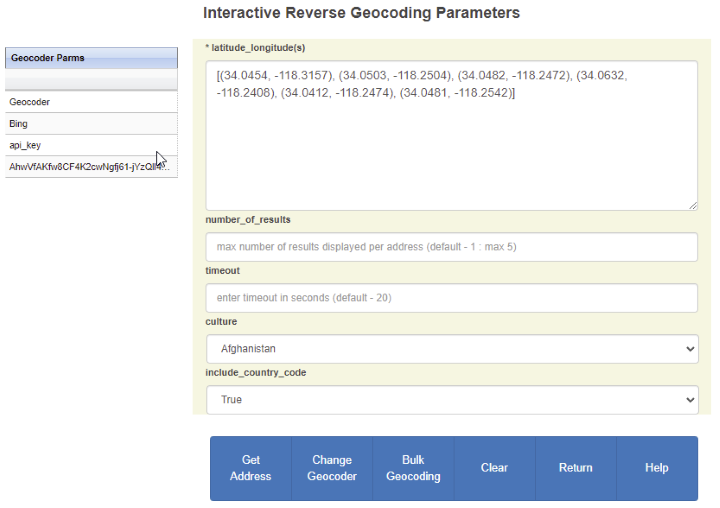 Interactive Reverse Geocoding Parameters
Geocoder Parms
Geocoder
Bing
api_key
* latitude_longitude(s)
[(34.0454, -118.3157), (34.0503, -118.2504), (34.0482, -118.2472), (34.0632,
-118.2408), (34.0412, -118.2474), (34.0481, -118.2542)]
number_of_results
max number of results displayed per address (default - 1 : max 5)
timeout
enter timeout in seconds (default - 20)
culture
Afghanistan
include_country_code
True
Get
Address
Change
Geocoder
Bulk
Geocoding
Clear
Return
Help